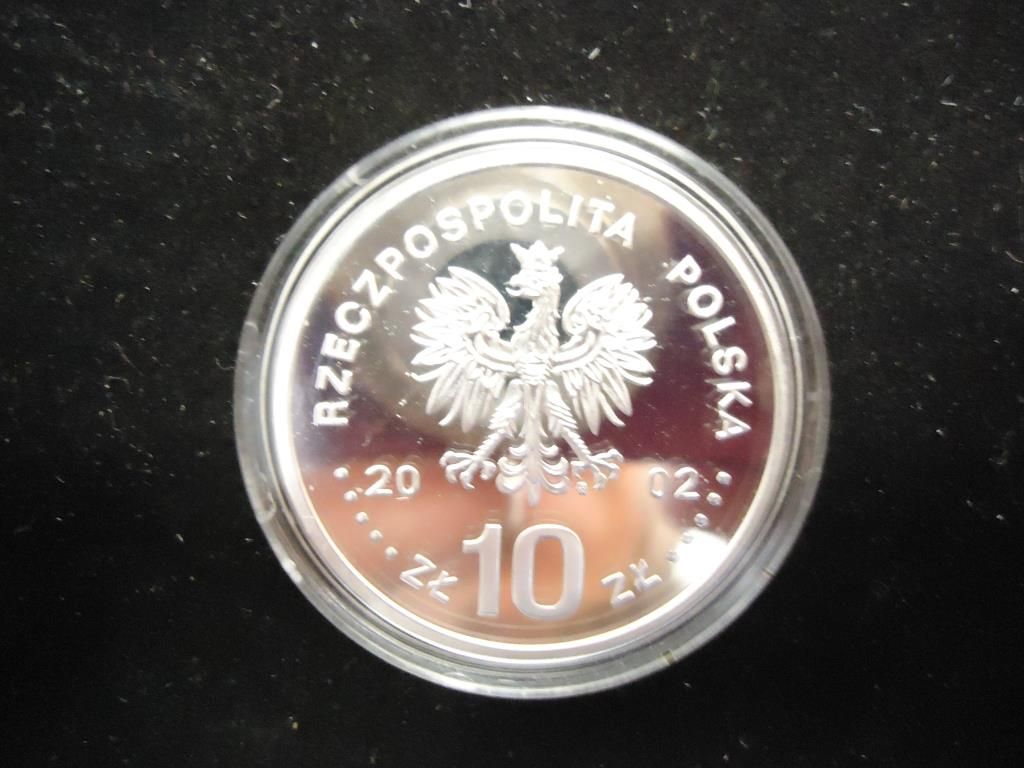 RZECZPOSPOLITA POLSKA
20 02
ZŁ 10 ZŁ